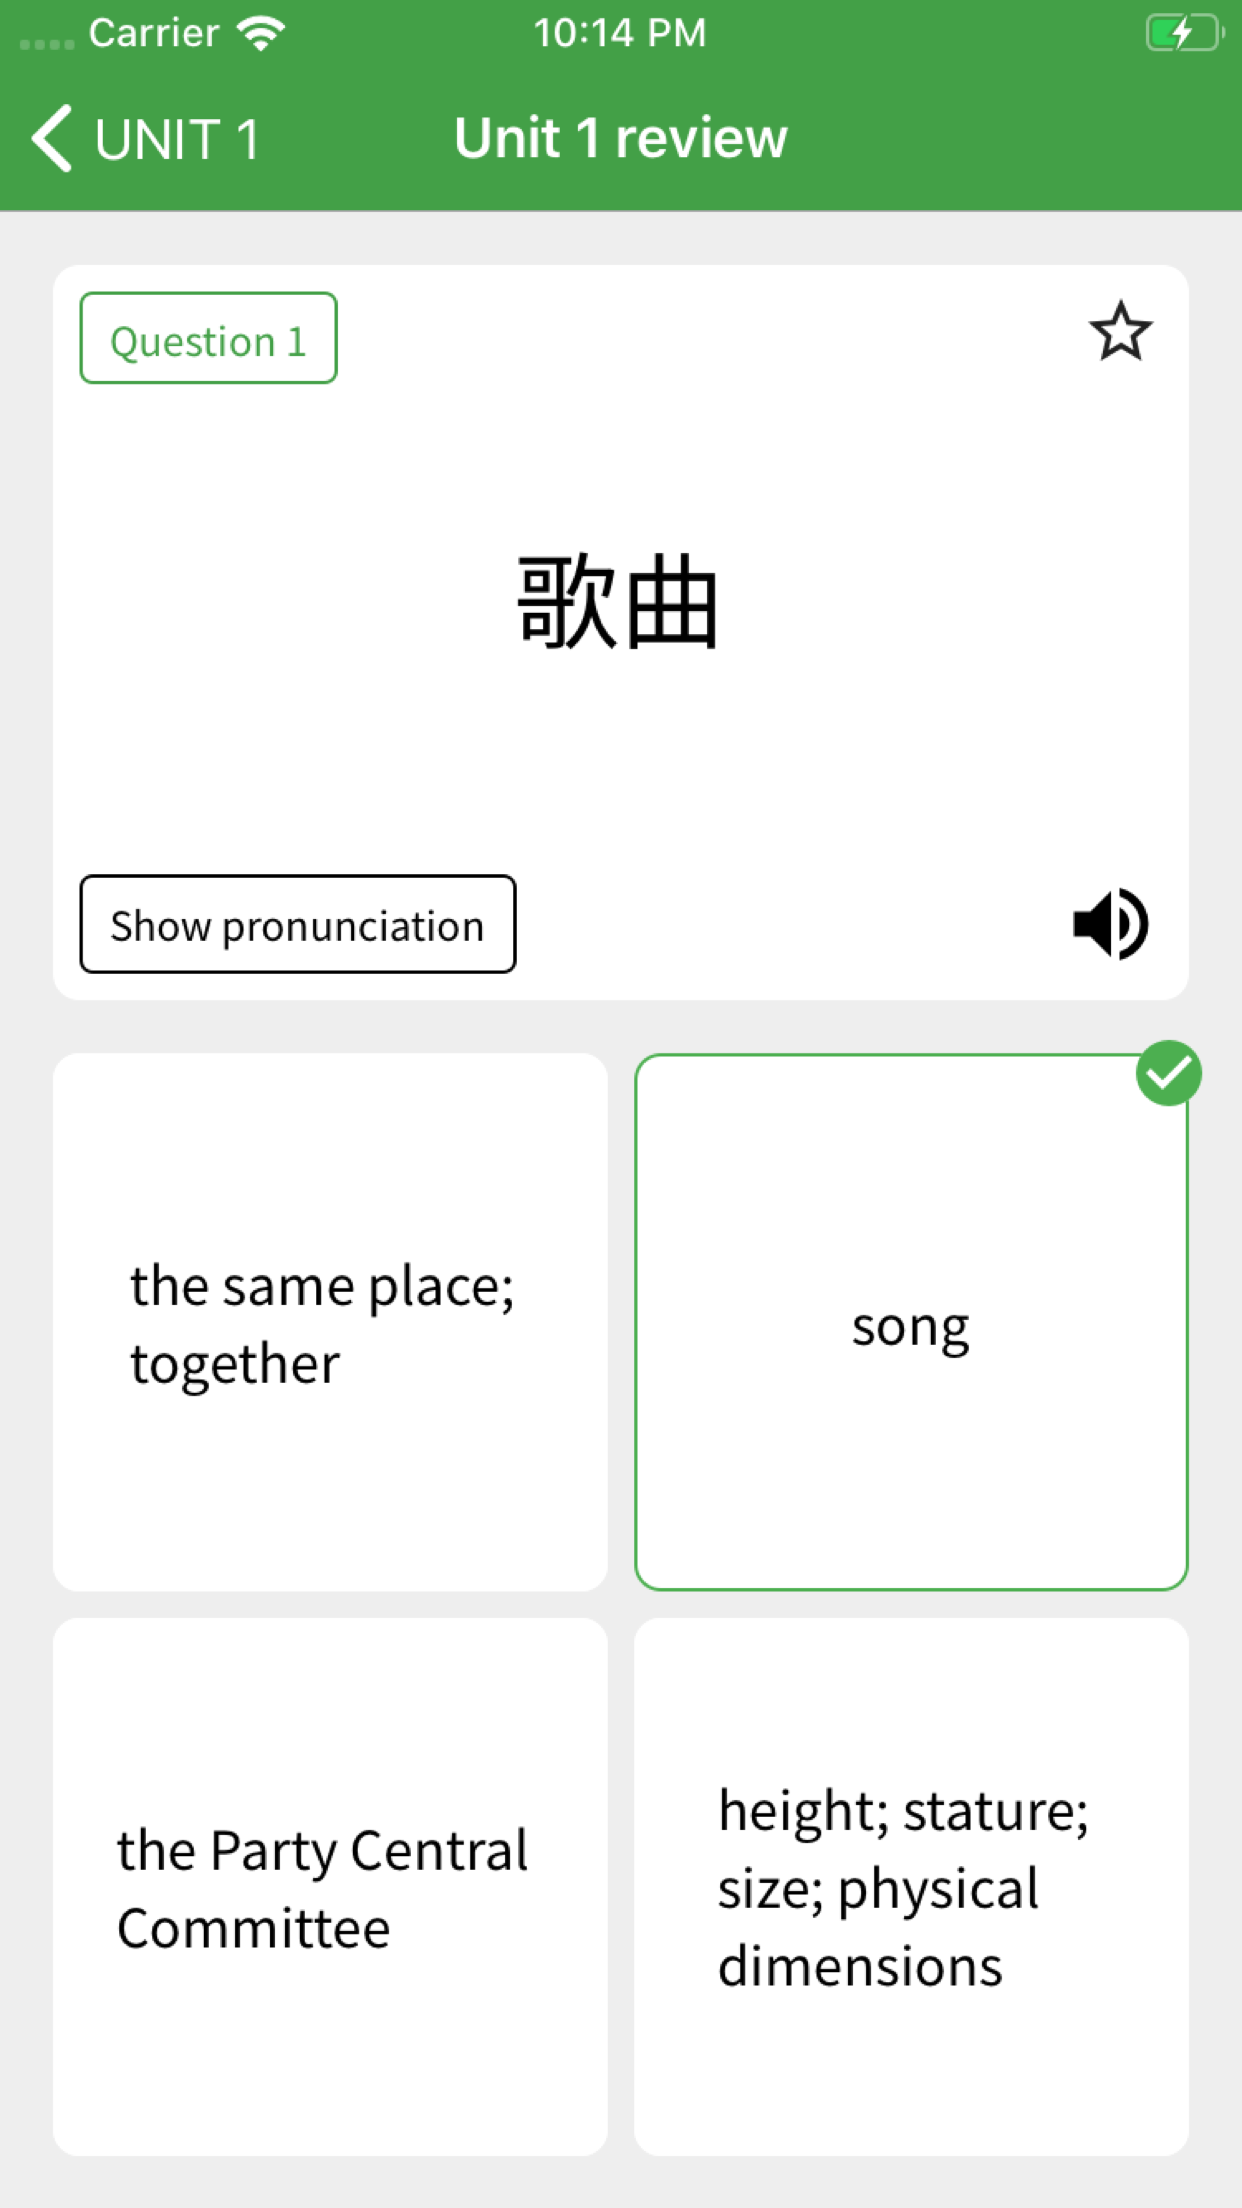 Carrier
10:14 PM
UNIT 1
Unit 1 review
Question 1
歌曲
Show pronunciation
the same place;
together
song
the Party Central
Committee
height; stature;
size; physical
dimensions